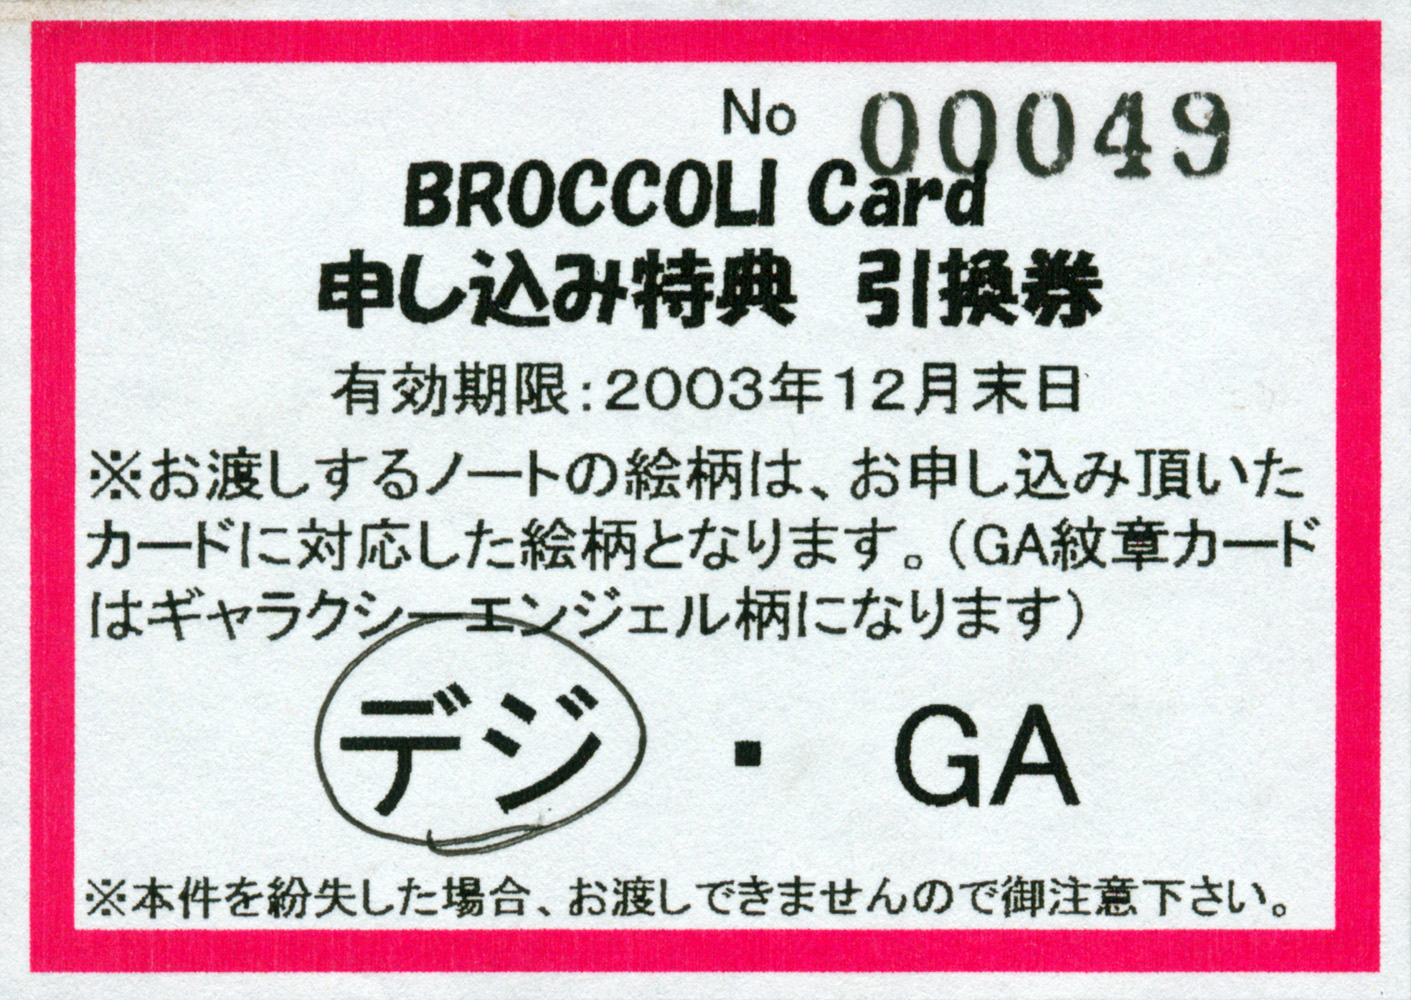 No 00049
BROCCOLI Card
申し込み特典 引換券
有効期限:2003年12月末日
※お渡しするノートの絵柄は、お申し込み頂いた
カードに対応した絵柄となります。(GA紋章カード
はギャラクシーエンジェル柄になります)
デジ ・ GA
※本件を紛失した場合、お渡しできませんので御注意下さい。